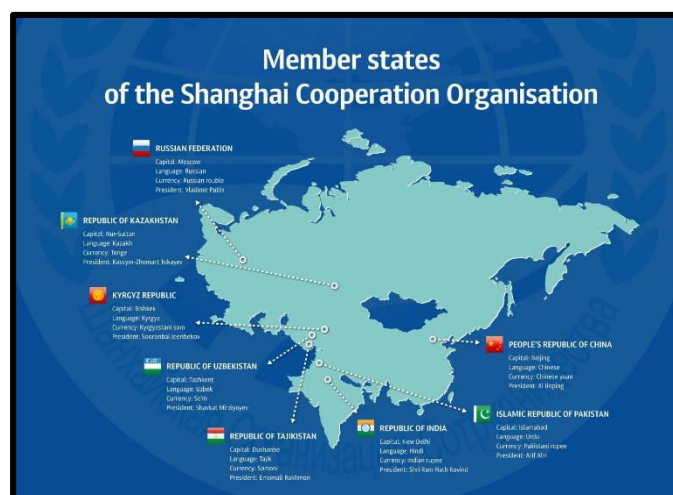 Member states
of the Shanghai Cooperation Organisation
RUSSIAN FEDERATION
Capital: Moscow
Language: Russian
Currency: Russian rouble
President: Vladimir Putin
REPUBLIC OF KAZAKHSTAN
Capital: Nur-Sultan
Language: Kazakh
Currency: Tenge
President: Kassym-Zhomart Tokayev
KYRGYZ REPUBLIC
Capital: Bishkek
Language: Kyrgyz
Currency: Kyrgyzstani som
President: Sooronbai Jeenbekov
REPUBLIC OF UZBEKISTAN
Capital: Tashkent
Language: Uzbek
Currency: So'm
President: Shavkat Mirziyoyev
REPUBLIC OF TAJIKISTAN
Capital: Dushanbe
Language: Tajik
Currency: Somoni
President: Emomali Rakhmon
REPUBLIC OF INDIA
Capital: New Delhi
Language: Hindi
Currency: Indian rupee
President: Shri Ram Nath Kovind
PEOPLE'S REPUBLIC OF CHINA
Capital: Beijing
Language: Chinese
Currency: Chinese yuan
President: Xi Jinping
ISLAMIC REPUBLIC OF PAKISTAN
Capital: Islamabad
Language: Urdu
Currency: Pakistani rupee
President: Arif Alvi